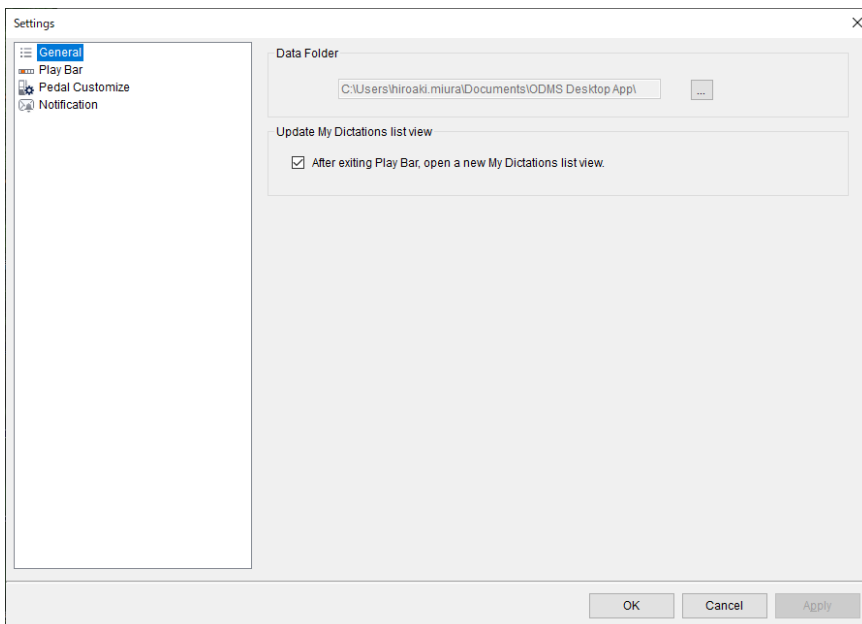 Settings
General
Play Bar
Pedal Customize
Notification
Data Folder
C:\Users\hiroaki.miura\Documents\ODMS Desktop App\
...
Update My Dictations list view
After exiting Play Bar, open a new My Dictations list view.
OK
Cancel
Apply